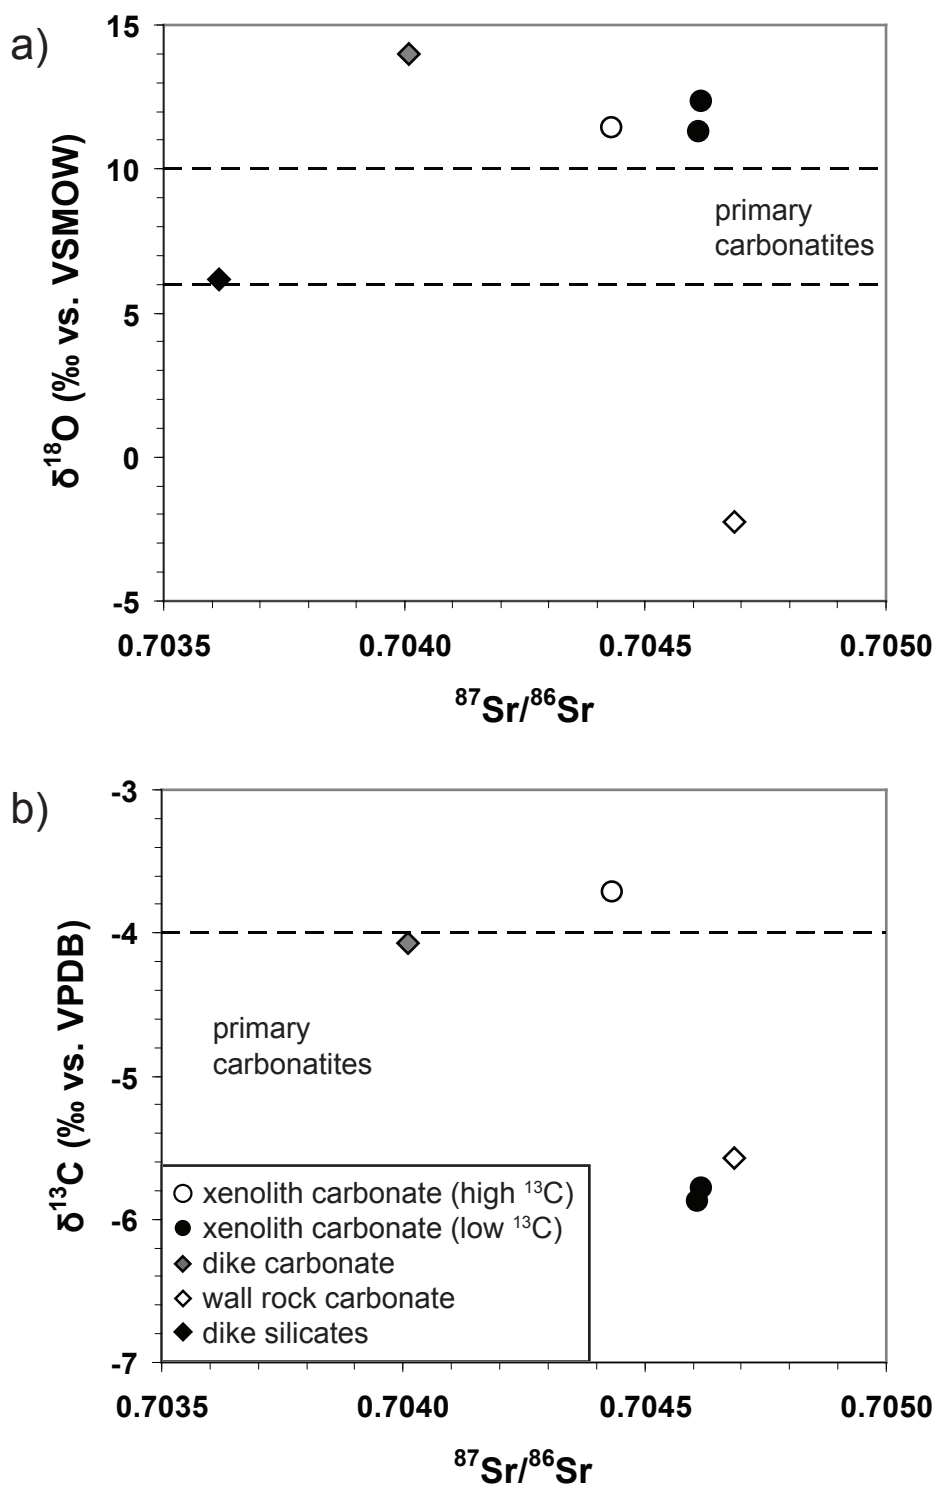 a)
15
10
5
0
-5
δ¹⁸O (‰ vs. VSMOW)
primary
carbonatites
0.7035 0.7040 0.7045 0.7050
⁸⁷Sr/⁸⁶Sr
b)
-3
-4
-5
-6
-7
δ¹³C (‰ vs. VPDB)
primary
carbonatites
xenolith carbonate (high ¹³C)
xenolith carbonate (low ¹³C)
dike carbonate
wall rock carbonate
dike silicates
0.7035 0.7040 0.7045 0.7050
⁸⁷Sr/⁸⁶Sr